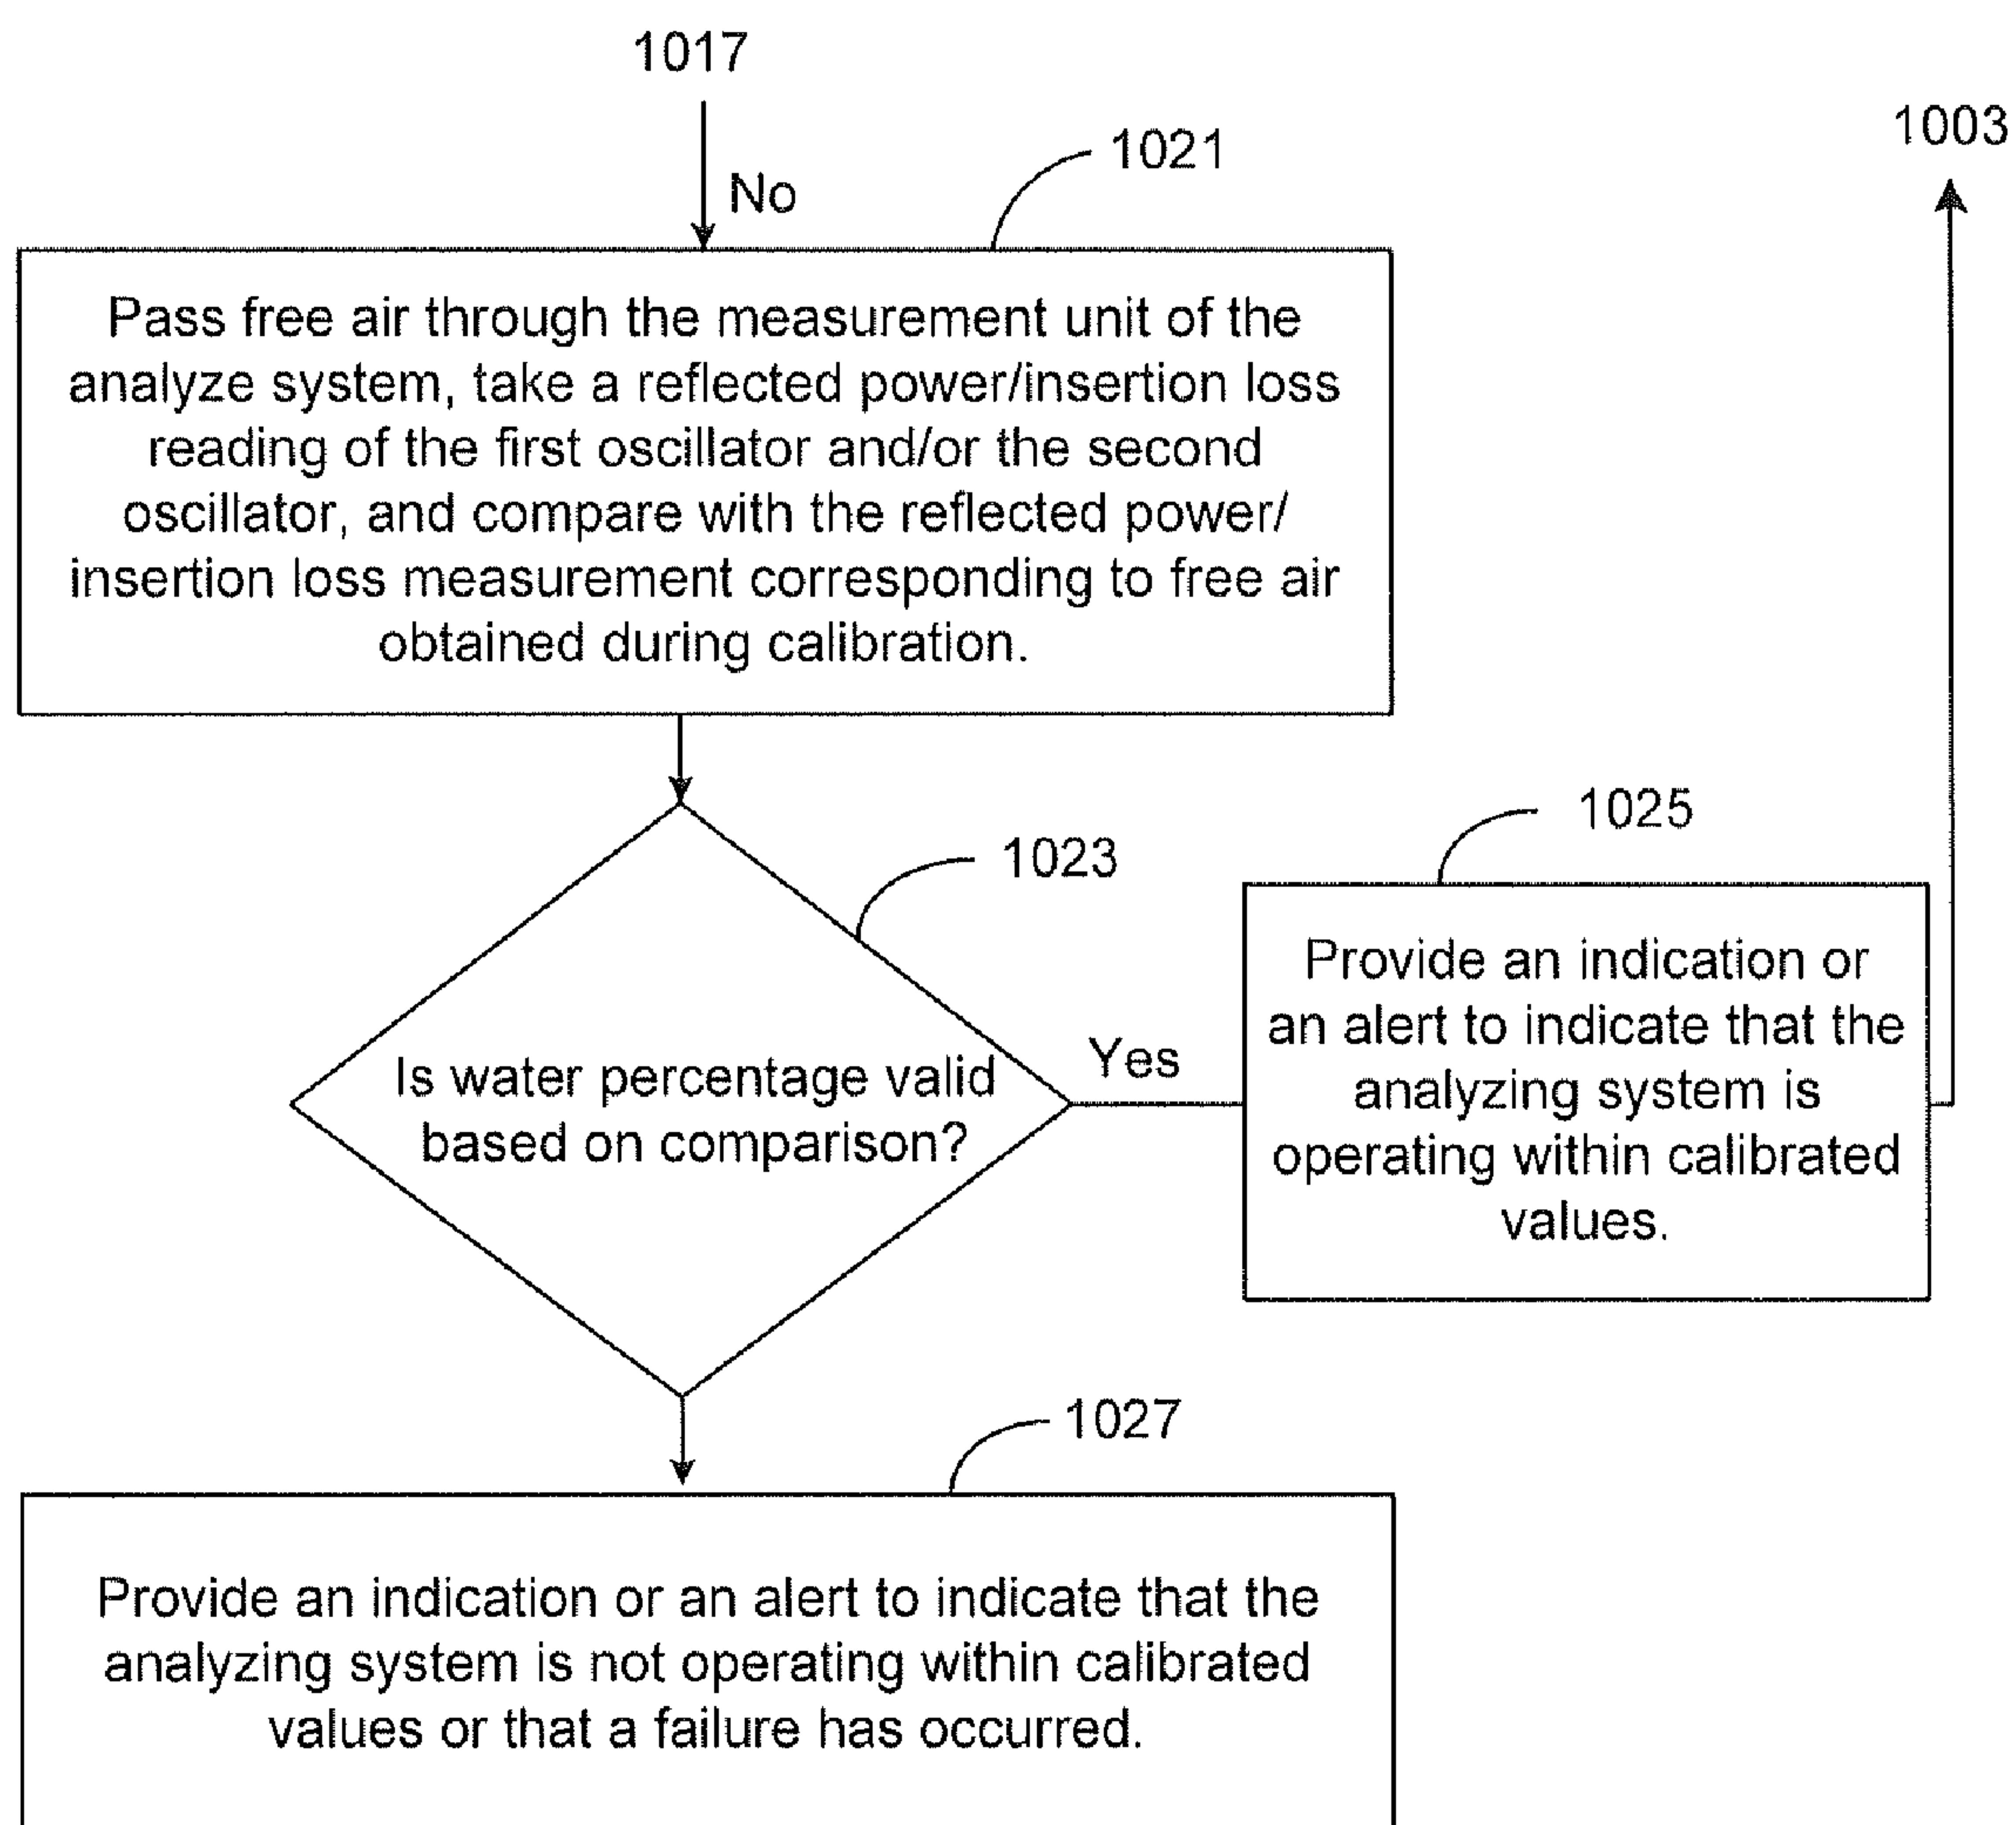 1017
1003
No
1021
Pass free air through the measurement unit of the
analyze system, take a reflected power/insertion loss
reading of the first oscillator and/or the second
oscillator, and compare with the reflected power/
insertion loss measurement corresponding to free air
obtained during calibration.
1023
Is water percentage valid
based on comparison?
Yes
1025
Provide an indication or
an alert to indicate that the
analyzing system is
operating within calibrated
values.
1027
Provide an indication or an alert to indicate that the
analyzing system is not operating within calibrated
values or that a failure has occurred.